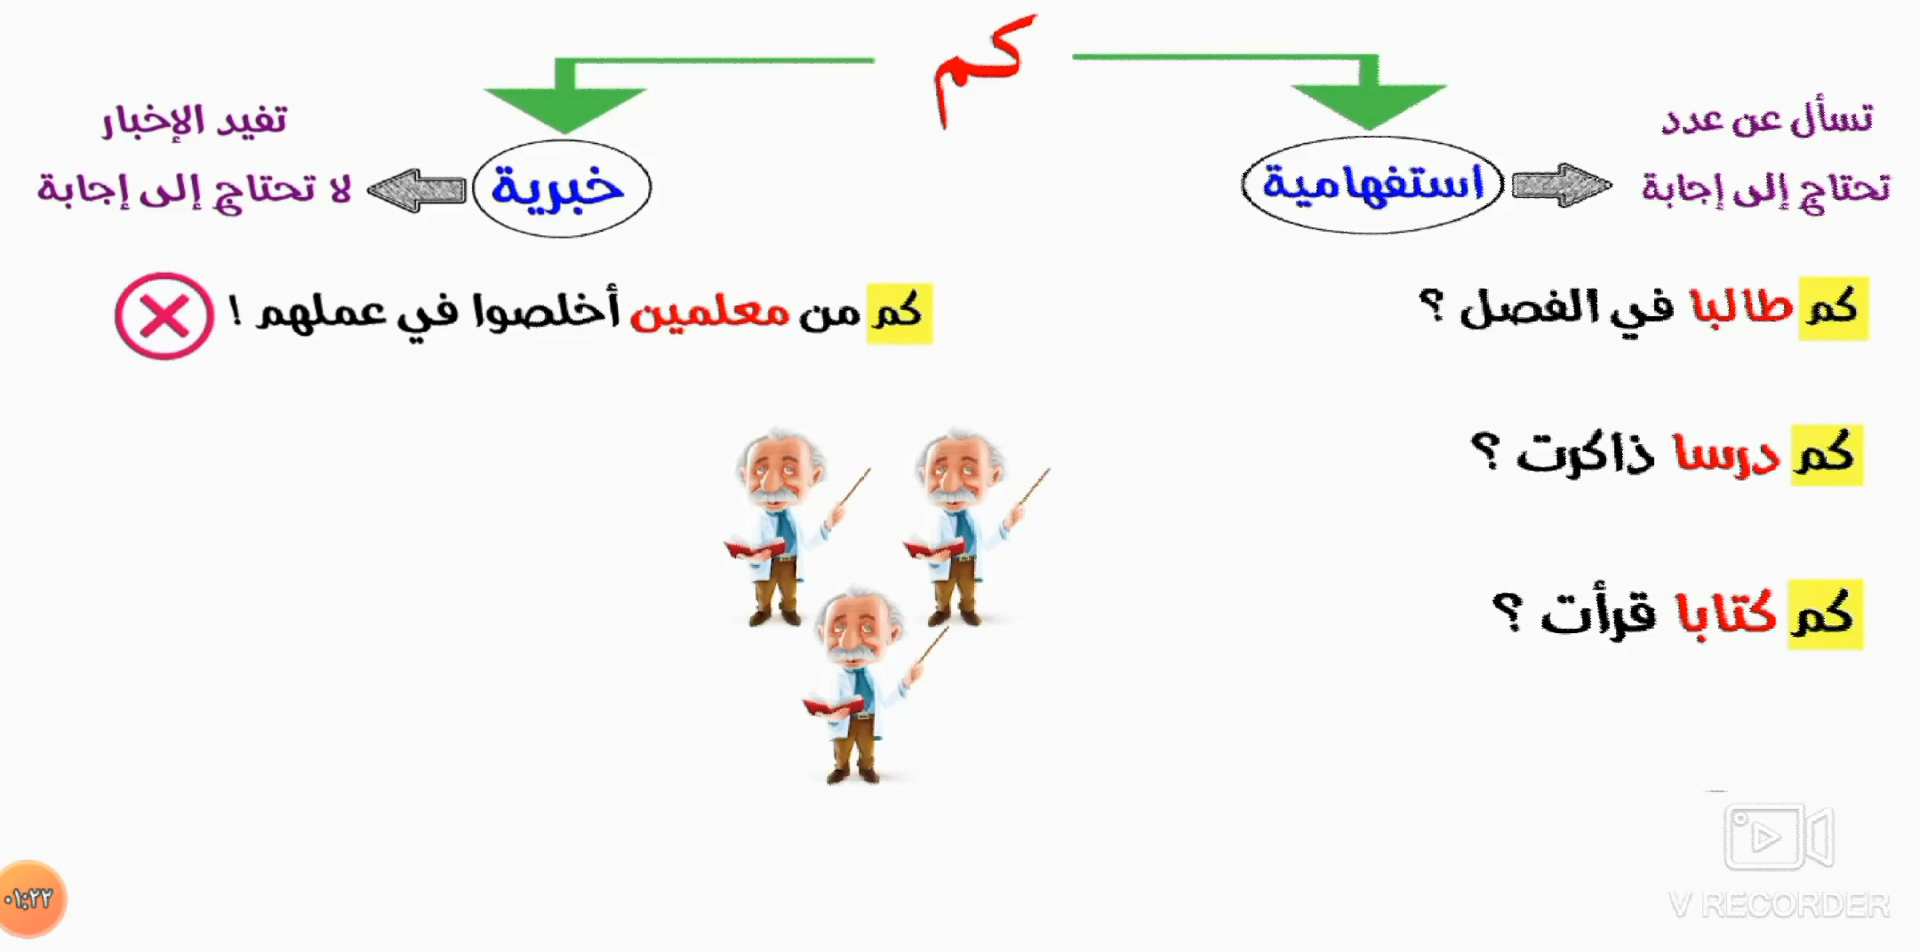 كم
استفهامية
تسأل عن عدد
تحتاج إلى إجابة
خبرية
تفيد الإخبار
لا تحتاج إلى إجابة
كم طالبا في الفصل ؟
كم من معلمين أخلصوا في عملهم !
كم درسا ذاكرت ؟
كم كتابا قرأت ؟
٠١:٢٢
V RECORDER